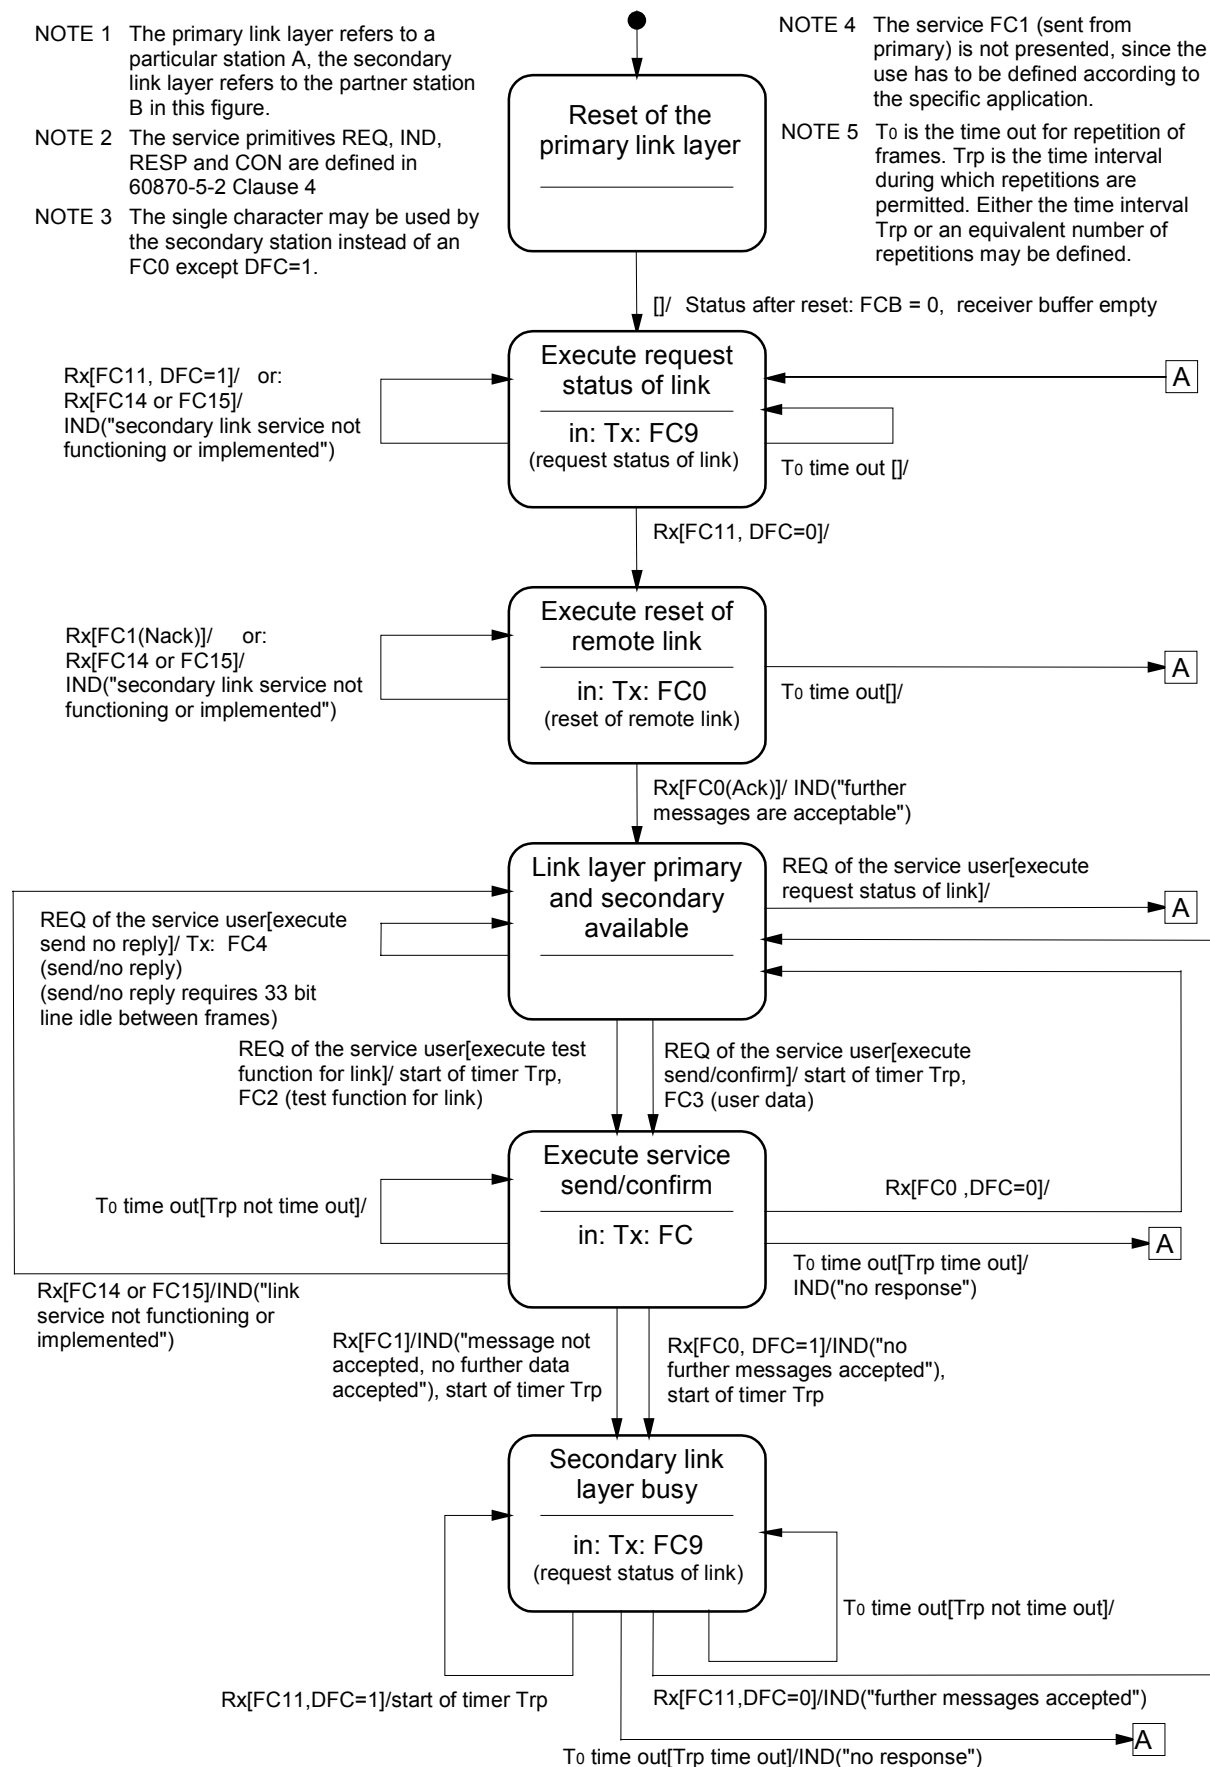 NOTE 1 The primary link layer refers to a
particular station A, the secondary
link layer refers to the partner station
B in this figure.
NOTE 2 The service primitives REQ, IND,
RESP and CON are defined in
60870-5-2 Clause 4
NOTE 3 The single character may be used by
the secondary station instead of an
FC0 except DFC=1.
NOTE 4 The service FC1 (sent from
primary) is not presented, since the
use has to be defined according to
the specific application.
NOTE 5 T0 is the time out for repetition of
frames. Trp is the time interval
during which repetitions are
permitted. Either the time interval
Trp or an equivalent number of
repetitions may be defined.
Reset of the
primary link layer
[]/ Status after reset: FCB = 0, receiver buffer empty
Execute request
status of link
in: Tx: FC9
(request status of link)
Rx[FC11, DFC=1]/ or:
Rx[FC14 or FC15]/
IND("secondary link service not
functioning or implemented")
A
T0 time out []/
Rx[FC11, DFC=0]/
Execute reset of
remote link
in: Tx: FC0
(reset of remote link)
Rx[FC1(Nack)]/ or:
Rx[FC14 or FC15]/
IND("secondary link service not
functioning or implemented")
A
T0 time out[]/
Rx[FC0(Ack)]/ IND("further
messages are acceptable")
Link layer primary
and secondary
available
REQ of the service user[execute
request status of link]/
A
REQ of the service user[execute
send no reply]/ Tx: FC4
(send/no reply)
(send/no reply requires 33 bit
line idle between frames)
REQ of the service user[execute test
function for link]/ start of timer Trp,
FC2 (test function for link)
REQ of the service user[execute
send/confirm]/ start of timer Trp,
FC3 (user data)
Execute service
send/confirm
in: Tx: FC
T0 time out[Trp not time out]/
Rx[FC0 ,DFC=0]/
A
T0 time out[Trp time out]/
IND("no response")
Rx[FC14 or FC15]/IND("link
service not functioning or
implemented")
Rx[FC1]/IND("message not
accepted, no further data
accepted"), start of timer Trp
Rx[FC0, DFC=1]/IND("no
further messages accepted"),
start of timer Trp
Secondary link
layer busy
in: Tx: FC9
(request status of link)
T0 time out[Trp not time out]/
Rx[FC11,DFC=1]/start of timer Trp
Rx[FC11,DFC=0]/IND("further messages accepted")
A
T0 time out[Trp time out]/IND("no response")